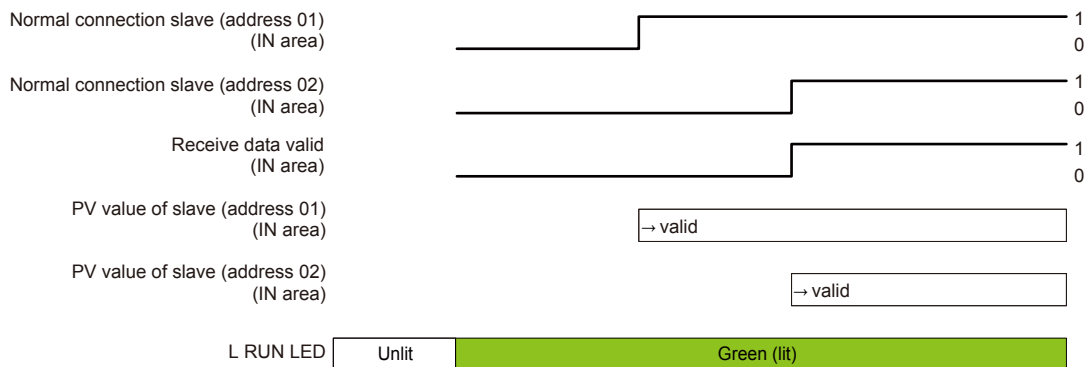 Normal connection slave (address 01)
(IN area)
1
0
Normal connection slave (address 02)
(IN area)
1
0
Receive data valid
(IN area)
1
0
PV value of slave (address 01)
(IN area)
→ valid
PV value of slave (address 02)
(IN area)
→ valid
L RUN LED
Unlit
Green (lit)